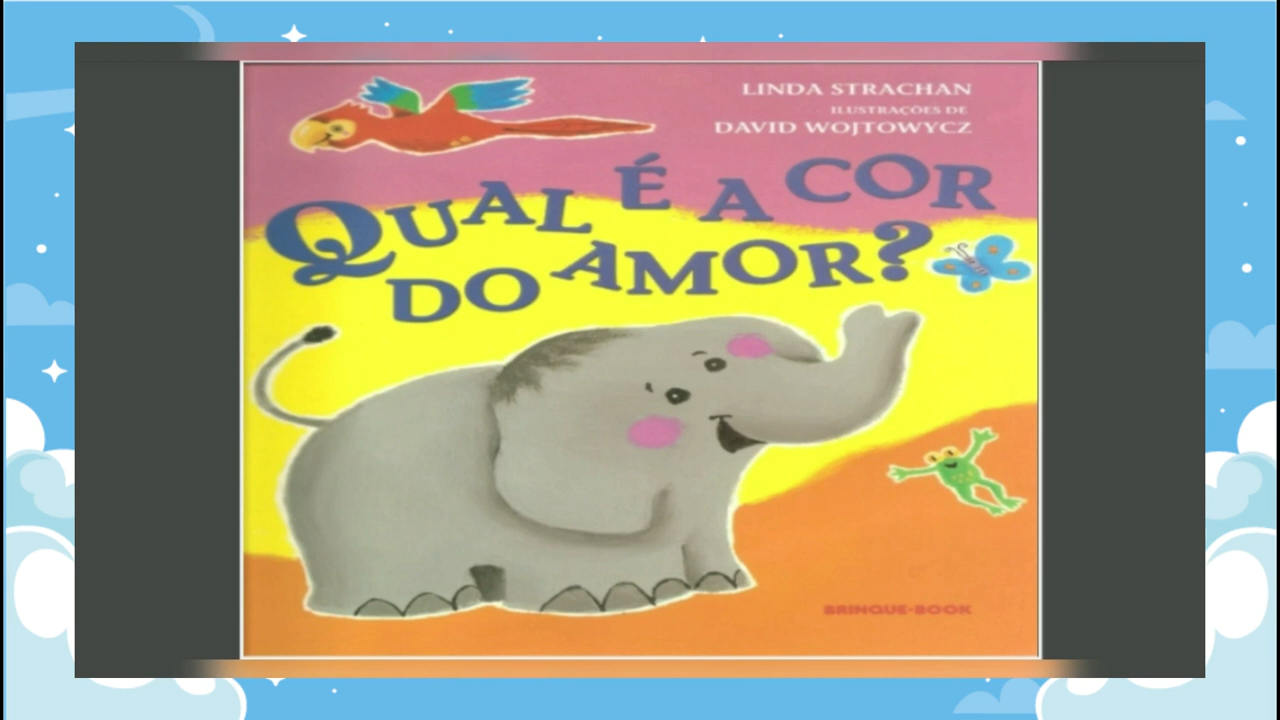 LINDA STRACHAN
ILUSTRAÇÕES DE
DAVID WOJTOWYCZ
QUAL É A COR
DO AMOR?
BRINQUE-BOOK